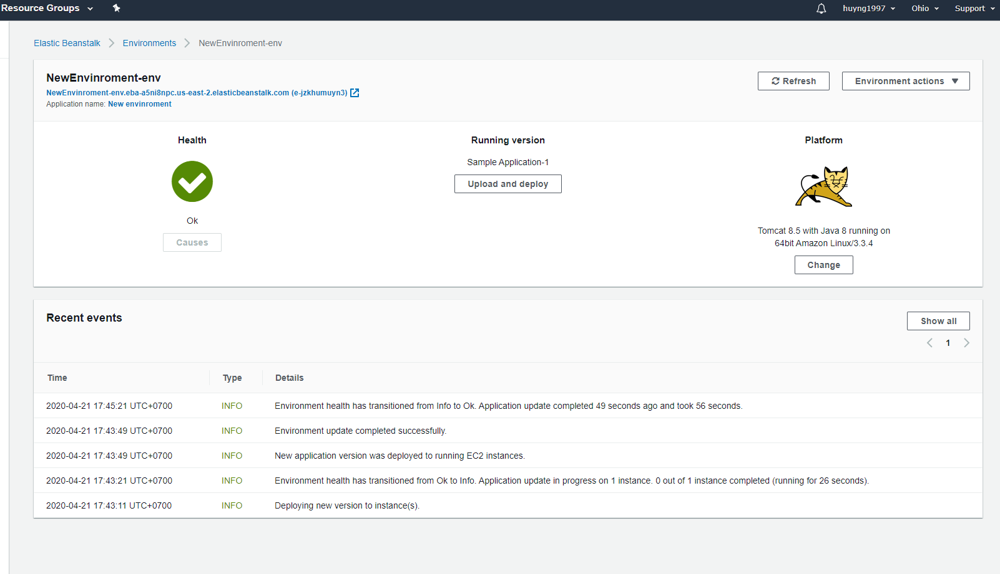 Resource Groups
huyng1997 Ohio Support
Elastic Beanstalk Environments NewEnvinroment-env
NewEnvinroment-env
Refresh Environment actions
NewEnvinroment-env.eba-a5ni8npc.us-east-2.elasticbeanstalk.com (e-jzkhumuyn3)
Application name: New envinroment
Health
Ok
Causes
Running version
Sample Application-1
Upload and deploy
Platform
Tomcat 8.5 with Java 8 running on
64bit Amazon Linux/3.3.4
Change
Recent events
Show all
1
Time Type Details
2020-04-21 17:45:21 UTC+0700 INFO Environment health has transitioned from Info to Ok. Application update completed 49 seconds ago and took 56 seconds.
2020-04-21 17:43:49 UTC+0700 INFO Environment update completed successfully.
2020-04-21 17:43:49 UTC+0700 INFO New application version was deployed to running EC2 instances.
2020-04-21 17:43:21 UTC+0700 INFO Environment health has transitioned from Ok to Info. Application update in progress on 1 instance. 0 out of 1 instance completed (running for 26 seconds).
2020-04-21 17:43:11 UTC+0700 INFO Deploying new version to instance(s).